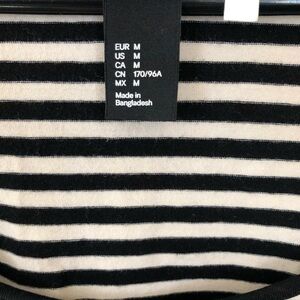 EUR M
US M
CA M
CN 170/96A
MX M
Made in
Bangladesh